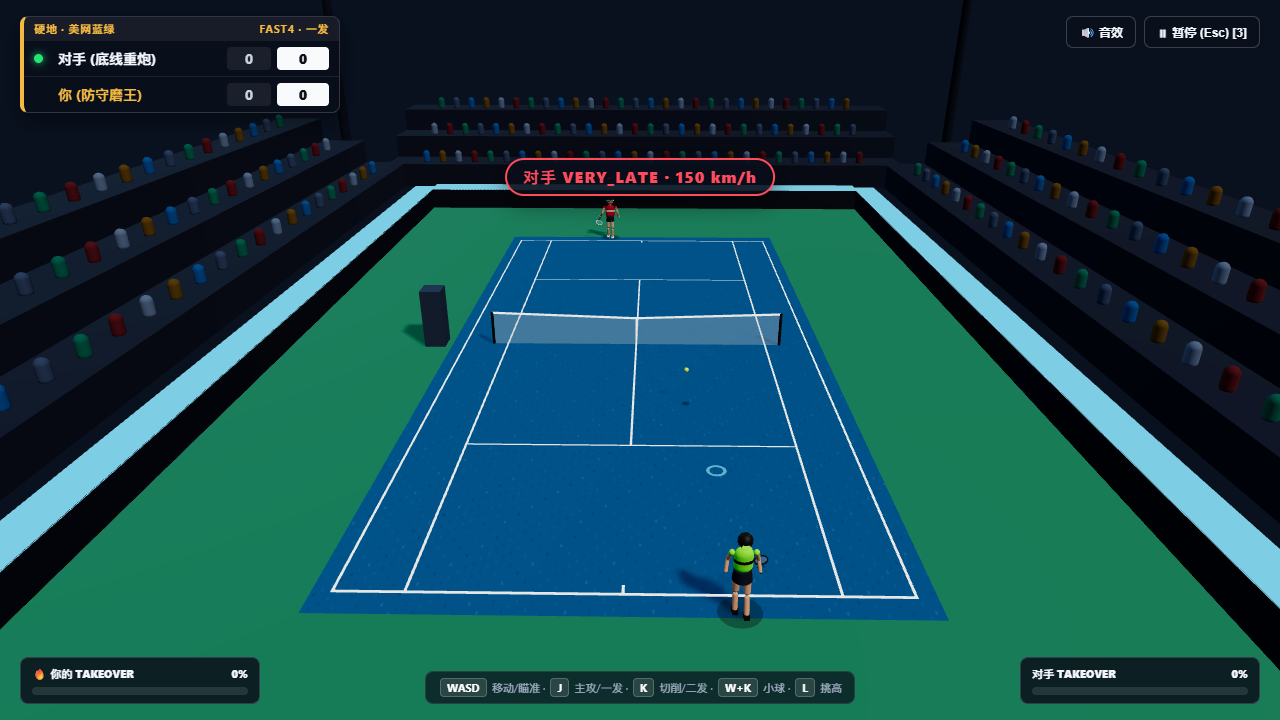 硬地 · 美网蓝绿 FAST4 · 一发
对手 (底线重炮) 0 0
你 (防守磨王) 0 0
音效
暂停 (Esc) [3]
对手 VERY_LATE · 150 km/h
你的 TAKEOVER 0%
WASD 移动/瞄准 · J 主攻/一发 · K 切削/二发 · W+K 小球 · L 挑高
对手 TAKEOVER 0%